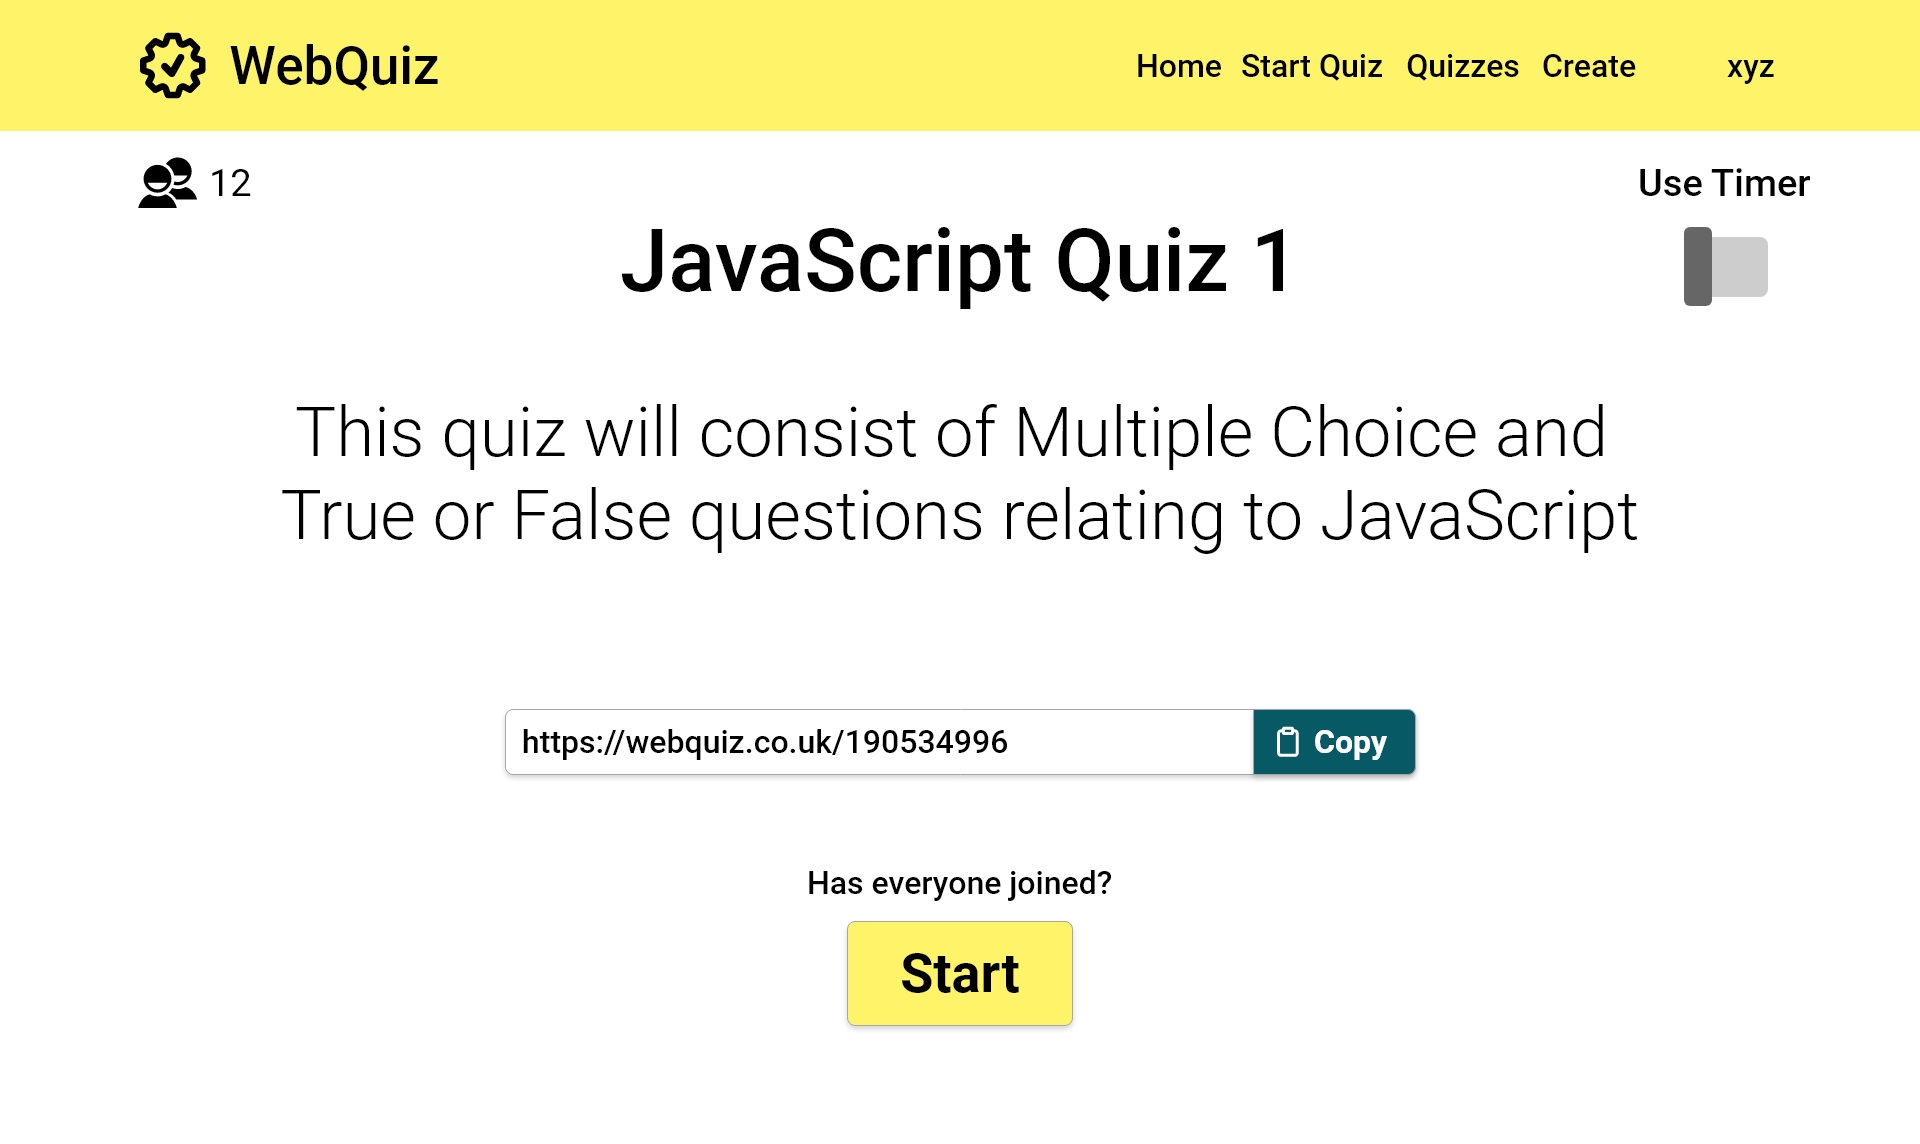 WebQuiz
Home Start Quiz Quizzes Create xyz
12
Use Timer
JavaScript Quiz 1
This quiz will consist of Multiple Choice and
True or False questions relating to JavaScript
https://webquiz.co.uk/190534996
Copy
Has everyone joined?
Start